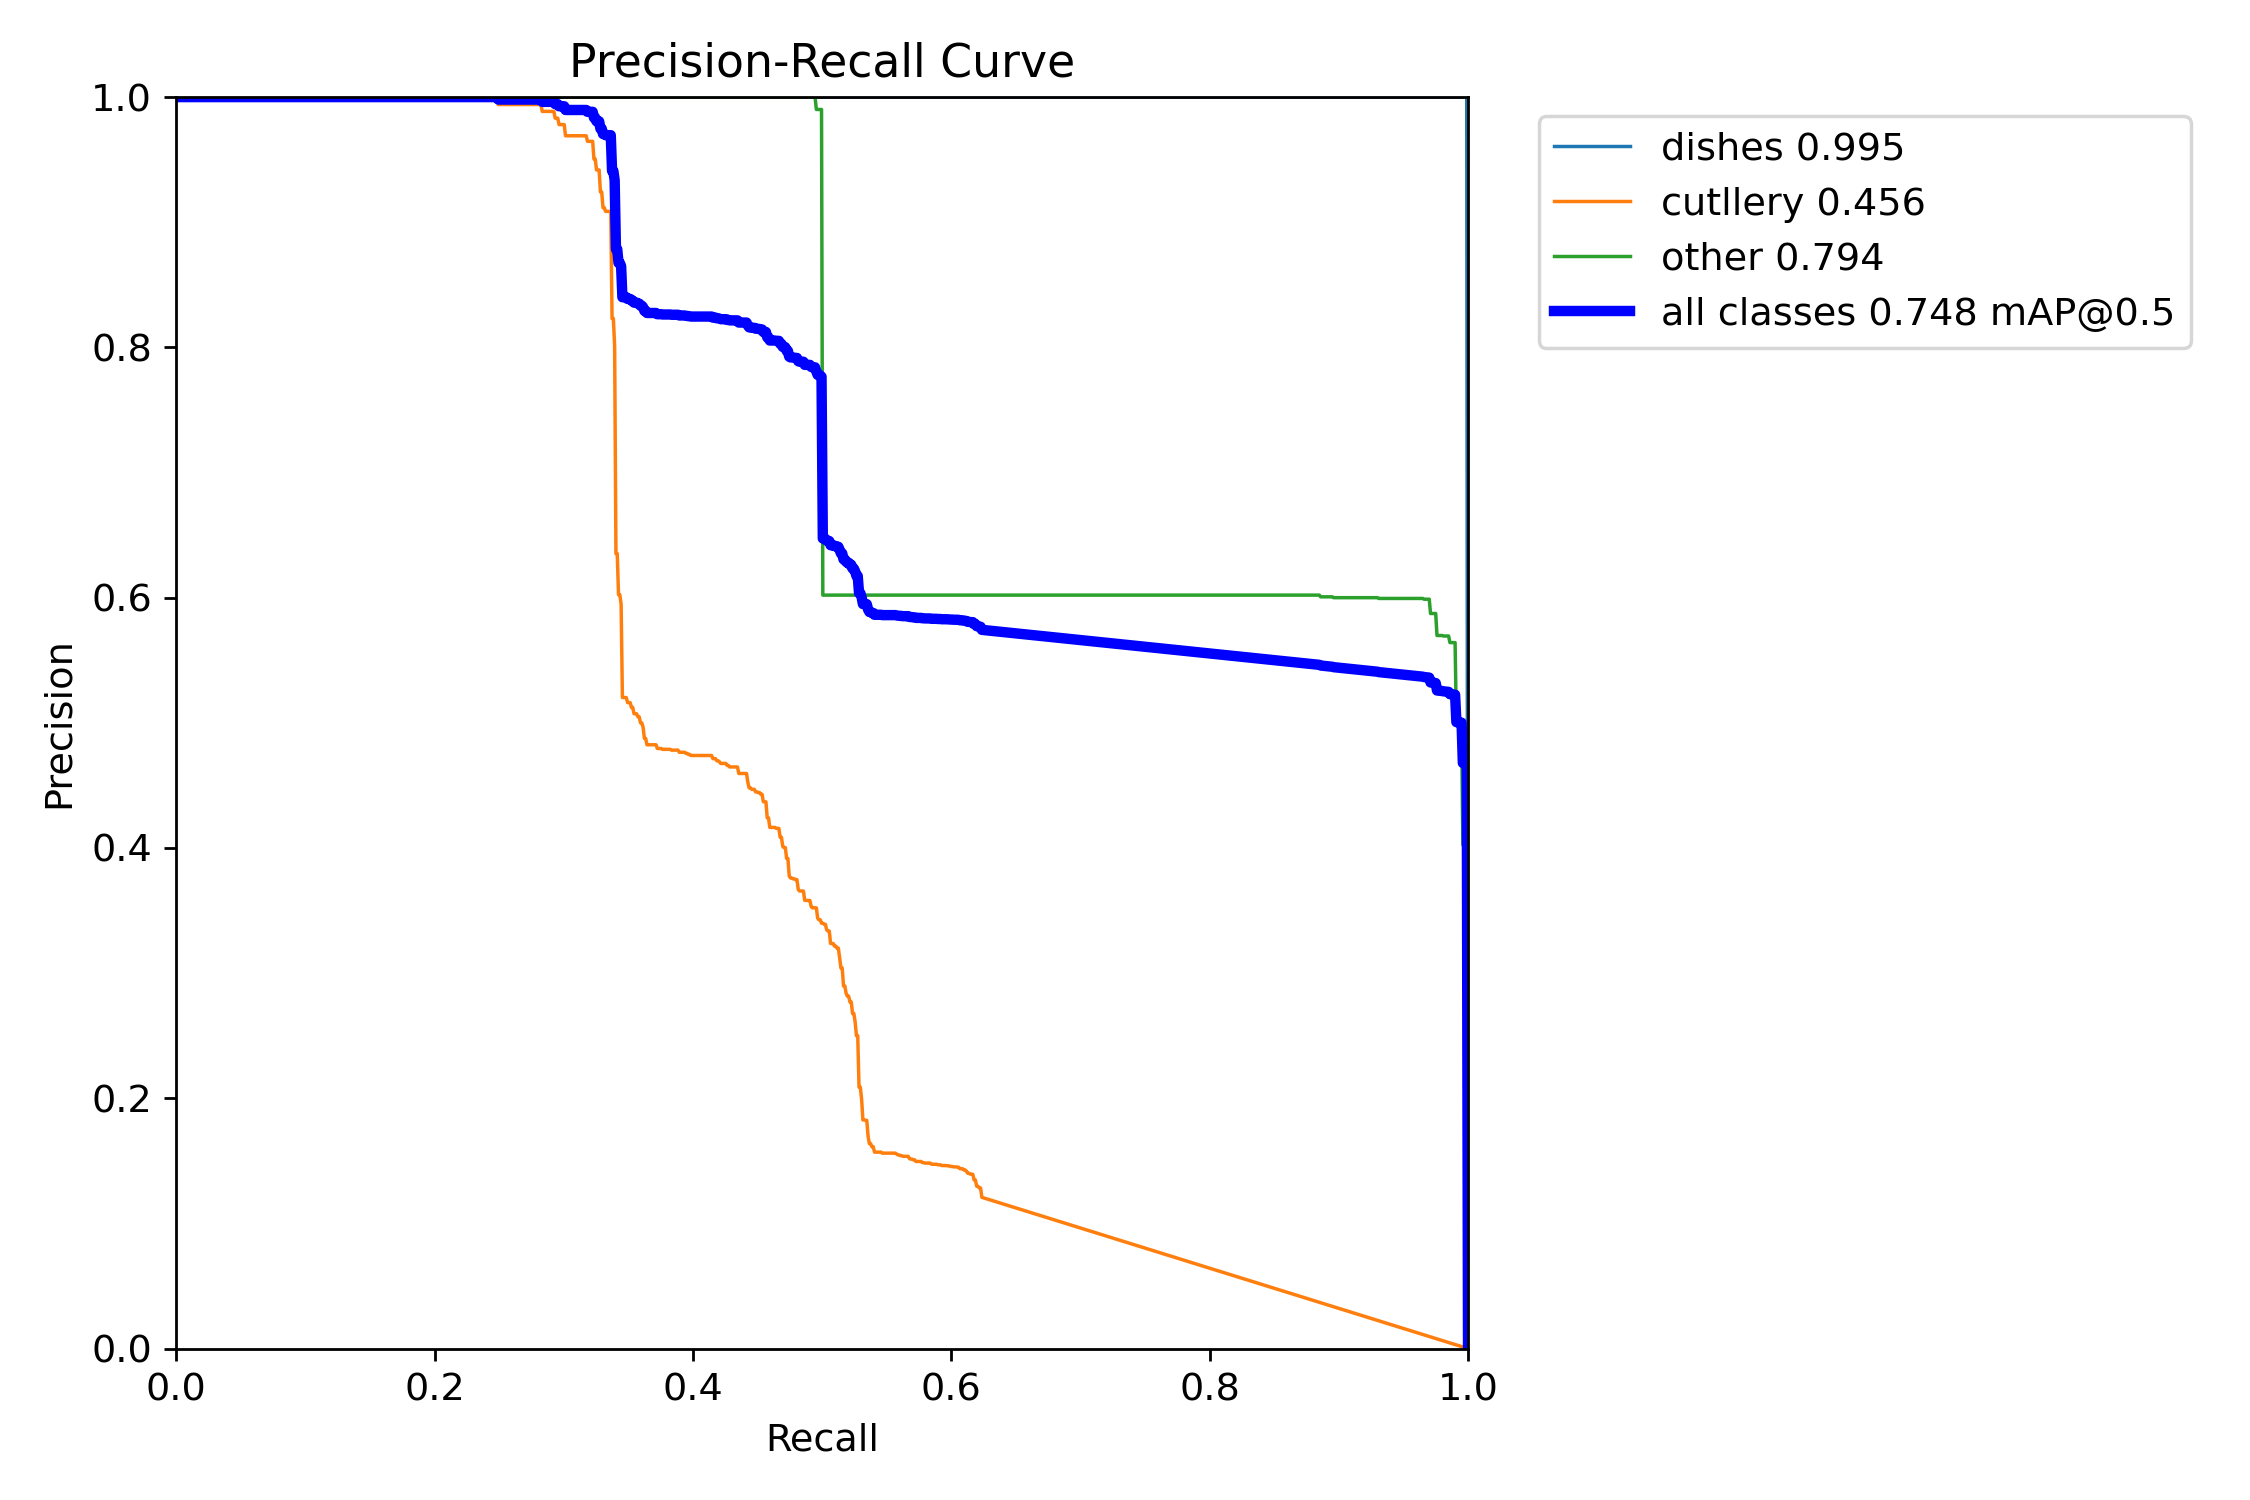 Precision-Recall Curve
1.0
0.8
0.6
0.4
0.2
0.0
Precision
0.0 0.2 0.4 0.6 0.8 1.0
Recall
dishes 0.995
cutllery 0.456
other 0.794
all classes 0.748 mAP@0.5